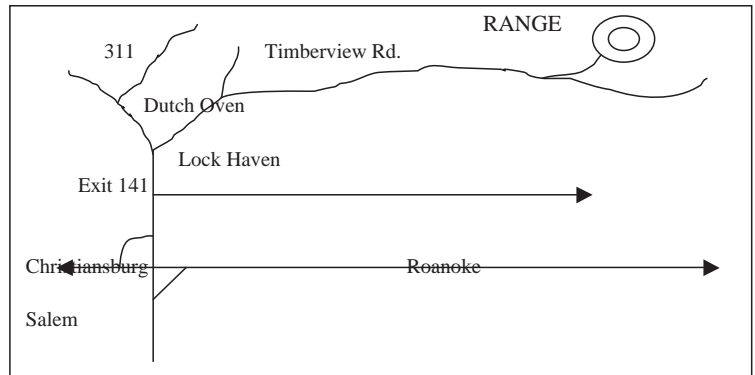 RANGE
311
Timberview Rd.
Dutch Oven
Lock Haven
Exit 141
Christiansburg
Roanoke
Salem